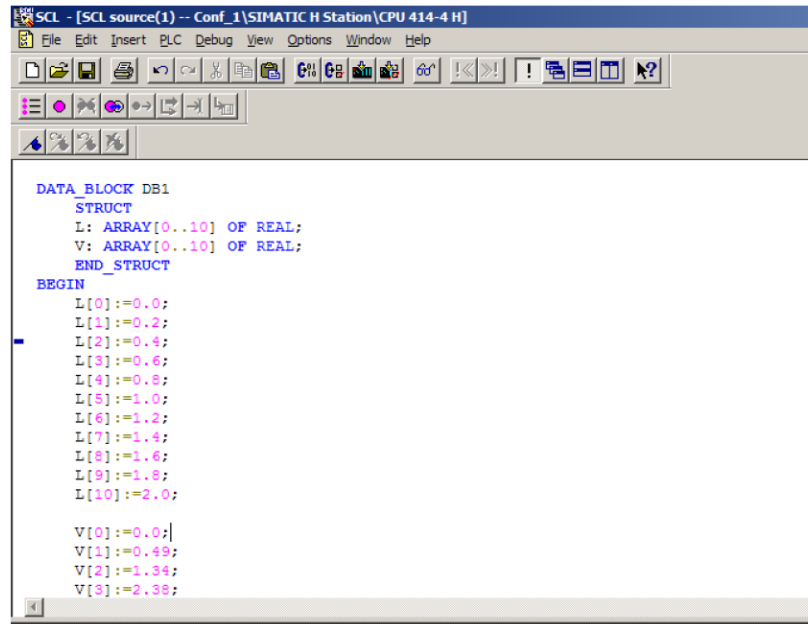 SCL - [SCL source(1) -- Conf_1\SIMATIC H Station\CPU 414-4 H]
File Edit Insert PLC Debug View Options Window Help
DATA_BLOCK DB1
STRUCT
L: ARRAY[0..10] OF REAL;
V: ARRAY[0..10] OF REAL;
END_STRUCT
BEGIN
L[0]:=0.0;
L[1]:=0.2;
L[2]:=0.4;
L[3]:=0.6;
L[4]:=0.8;
L[5]:=1.0;
L[6]:=1.2;
L[7]:=1.4;
L[8]:=1.6;
L[9]:=1.8;
L[10]:=2.0;
V[0]:=0.0;
V[1]:=0.49;
V[2]:=1.34;
V[3]:=2.38;